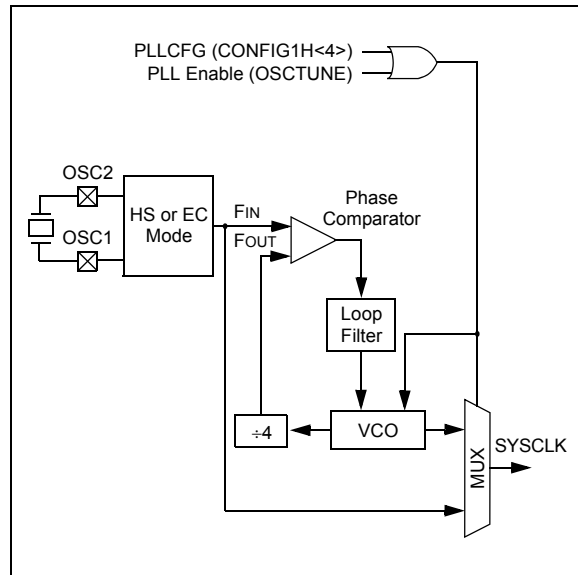 PLLCFG (CONFIG1H<4>)
PLL Enable (OSCTUNE)
OSC2
OSC1
HS or EC
Mode
FIN
FOUT
Phase
Comparator
Loop
Filter
÷4
VCO
MUX
SYSCLK